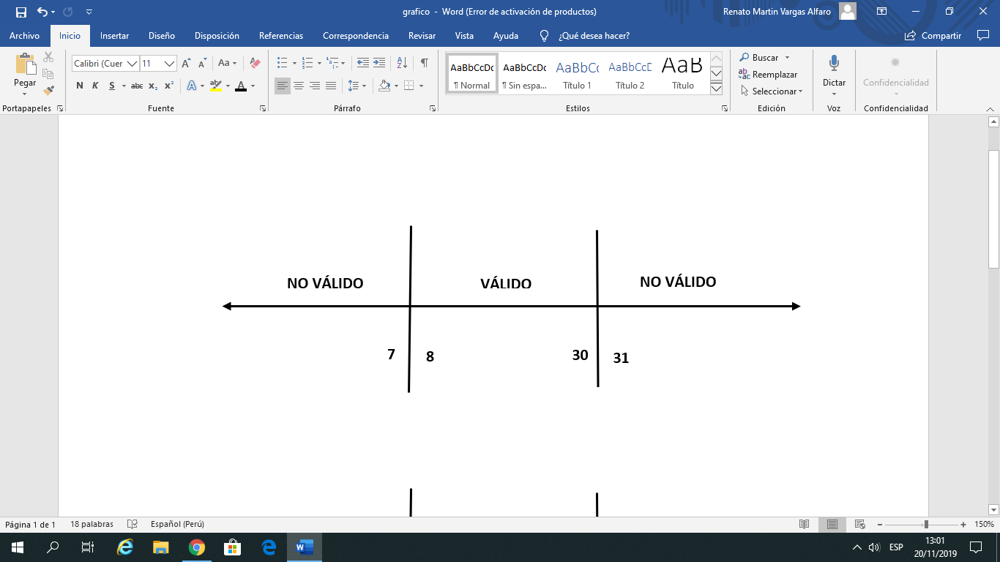 grafico - Word (Error de activación de productos)
Renato Martin Vargas Alfaro
Archivo Inicio Insertar Diseño Disposición Referencias Correspondencia Revisar Vista Ayuda ¿Qué desea hacer? Compartir
Pegar
Portapapeles
Calibri (Cuer 11
N K S abc x₂ x²
Fuente
Párrafo
AaBbCcDc AaBbCcDc AaBbCc AaBbCcD AaB
¶ Normal ¶ Sin espa... Título 1 Título 2 Título
Estilos
Buscar
Reemplazar
Seleccionar
Edición
Dictar
Voz
Confidencialidad
Confidencialidad
NO VÁLIDO VÁLIDO NO VÁLIDO
7 8 30 31
Página 1 de 1 18 palabras Español (Perú) 150%
ESP
13:01
20/11/2019